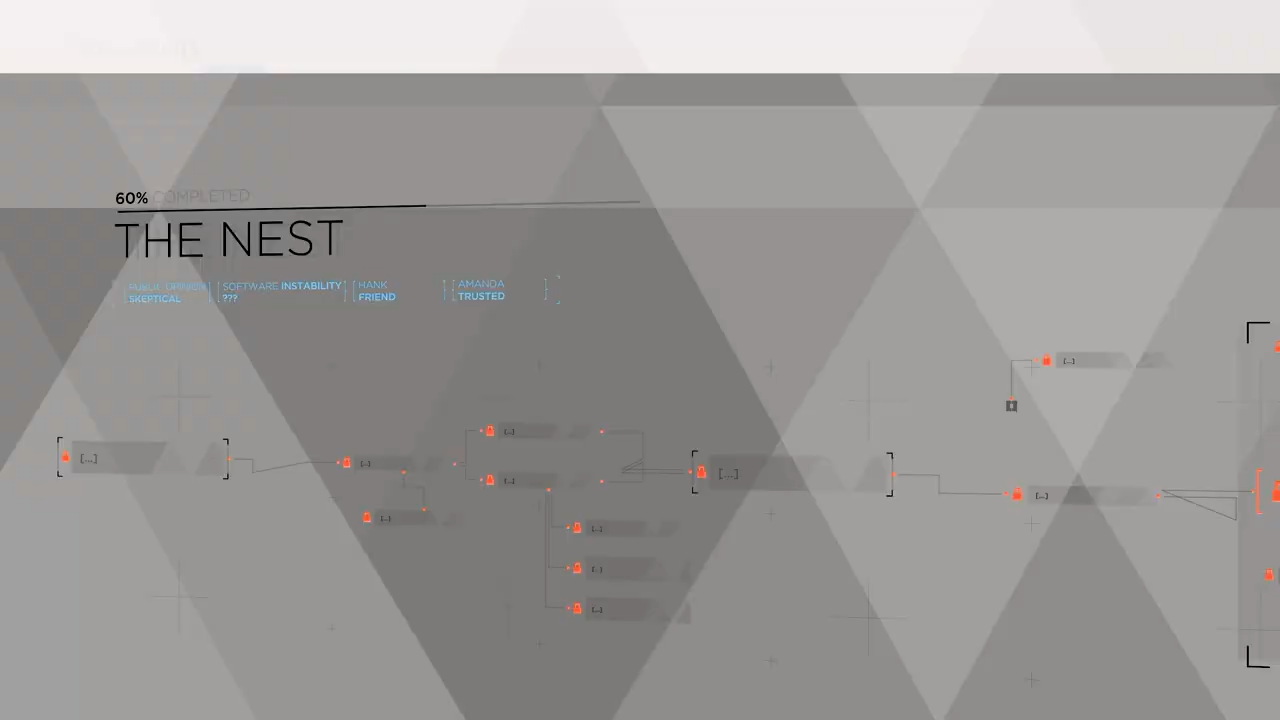 60% COMPLETED
THE NEST
PUBLIC OPINION SOFTWARE INSTABILITY HANK AMANDA
SKEPTICAL ??? FRIEND TRUSTED
[...]
[...]
[...]
[...]
[...]
[...]
[...]
[...]
[...]
[...]
[...]